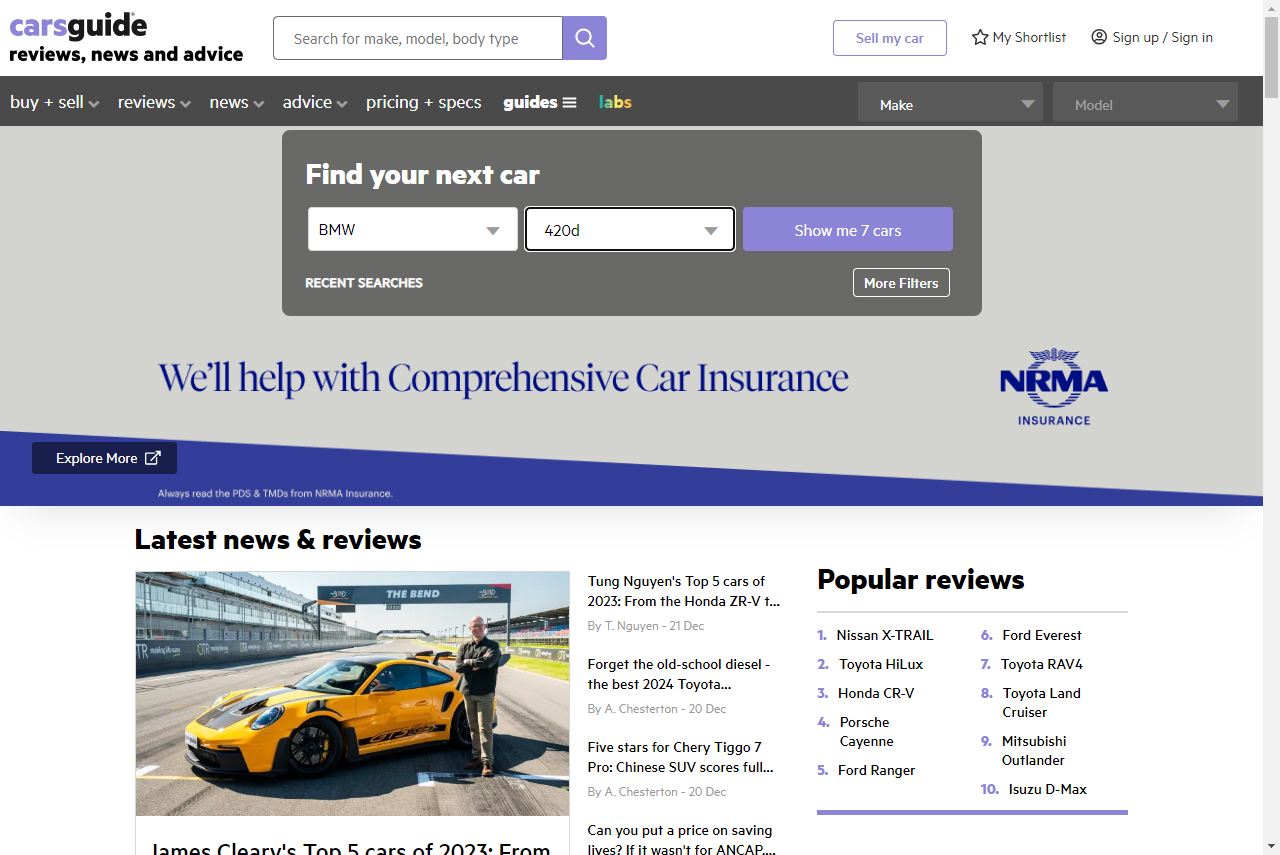 carsguide
reviews, news and advice
Search for make, model, body type
Sell my car
My Shortlist
Sign up / Sign in
buy + sell
reviews
news
advice
pricing + specs
guides
labs
Make
Model
Find your next car
BMW
420d
Show me 7 cars
RECENT SEARCHES
More Filters
We'll help with Comprehensive Car Insurance
NRMA
INSURANCE
Explore More
Always read the PDS & TMDs from NRMA Insurance.
Latest news & reviews
THE BEND
Tung Nguyen's Top 5 cars of
2023: From the Honda ZR-V t...
By T. Nguyen - 21 Dec
Forget the old-school diesel -
the best 2024 Toyota...
By A. Chesterton - 20 Dec
Five stars for Chery Tiggo 7
Pro: Chinese SUV scores full...
By A. Chesterton - 20 Dec
Can you put a price on saving
lives? If it wasn't for ANCAP,...
James Cleary's Top 5 cars of 2023: From
Popular reviews
1. Nissan X-TRAIL
2. Toyota HiLux
3. Honda CR-V
4. Porsche
Cayenne
5. Ford Ranger
6. Ford Everest
7. Toyota RAV4
8. Toyota Land
Cruiser
9. Mitsubishi
Outlander
10. Isuzu D-Max